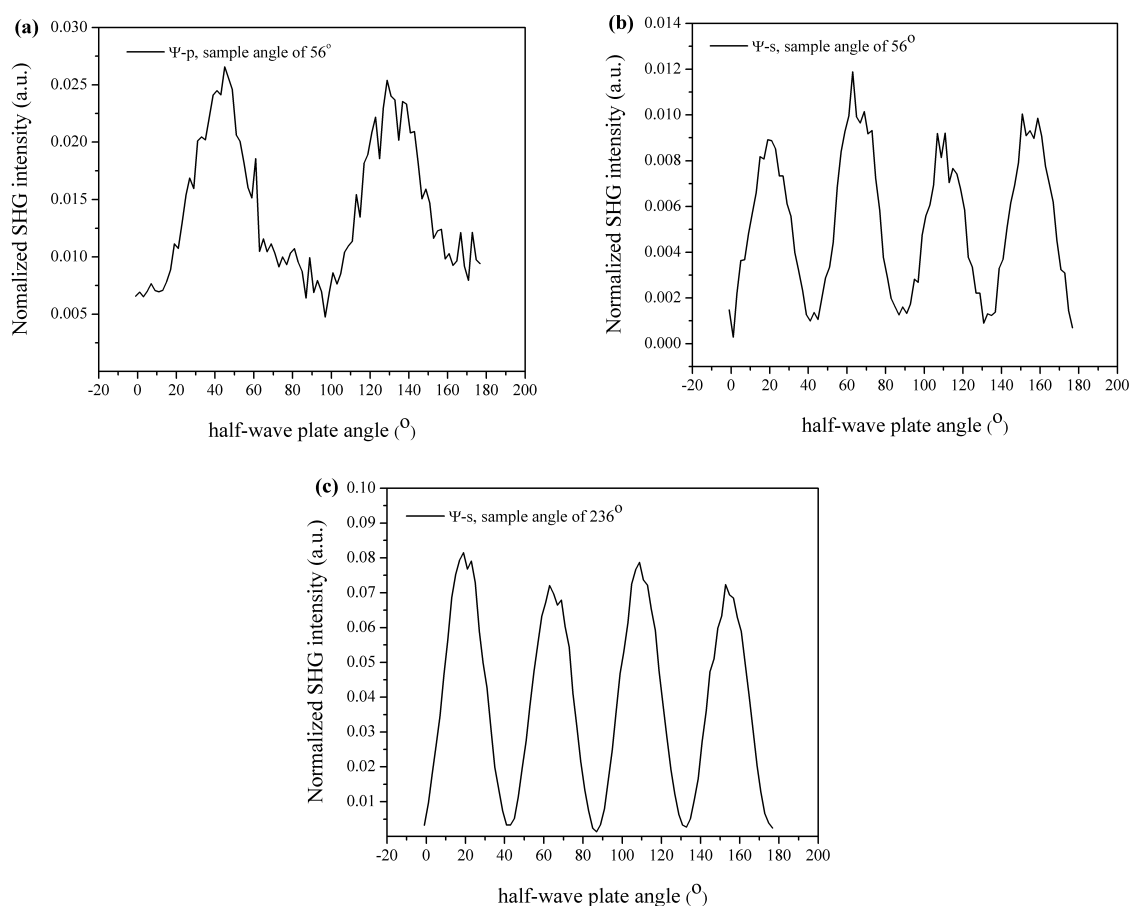 (a)
Ψ-p, sample angle of 56°
Nomalized SHG intensity (a.u.)
0.030
0.025
0.020
0.015
0.010
0.005
-20 0 20 40 60 80 100 120 140 160 180 200
half-wave plate angle (°)
(b)
Ψ-s, sample angle of 56°
Normalized SHG intensity (a.u.)
0.014
0.012
0.010
0.008
0.006
0.004
0.002
0.000
-20 0 20 40 60 80 100 120 140 160 180 200
half-wave plate angle (°)
(c)
Ψ-s, sample angle of 236°
Normalized SHG intensity (a.u.)
0.10
0.09
0.08
0.07
0.06
0.05
0.04
0.03
0.02
0.01
-20 0 20 40 60 80 100 120 140 160 180 200
half-wave plate angle (°)